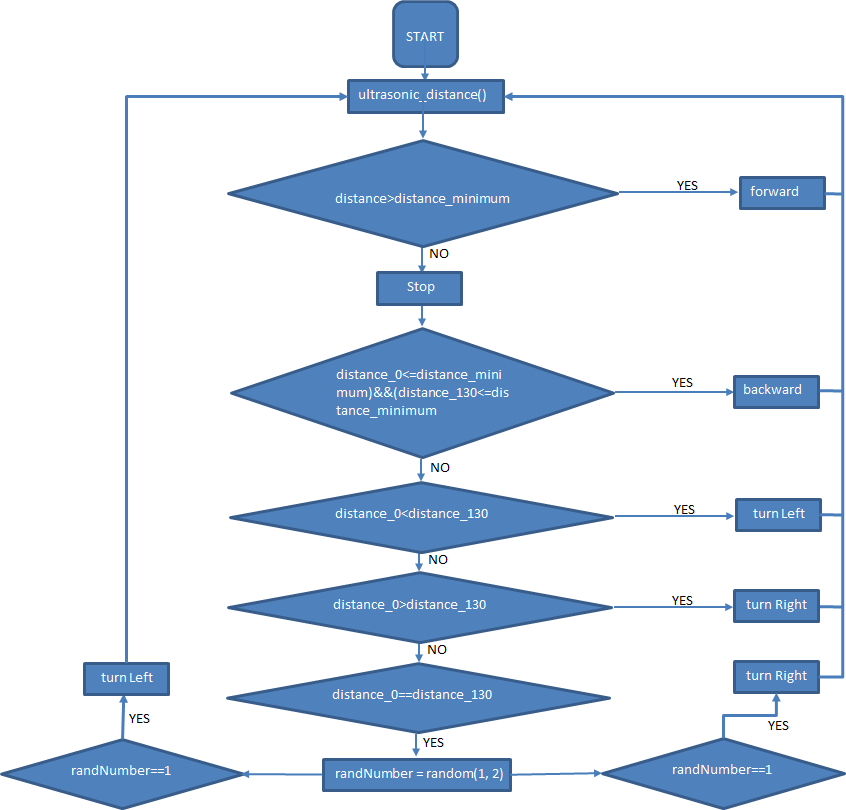 START
ultrasonic_distance()
distance>distance_minimum
YES
forward
NO
Stop
distance_0<=distance_mini
mum)&&(distance_130<=dis
tance_minimum
YES
backward
NO
distance_0<distance_130
YES
turn Left
NO
distance_0>distance_130
YES
turn Right
NO
distance_0==distance_130
turn Right
turn Left
YES
YES
YES
randNumber==1
randNumber = random(1, 2)
randNumber==1